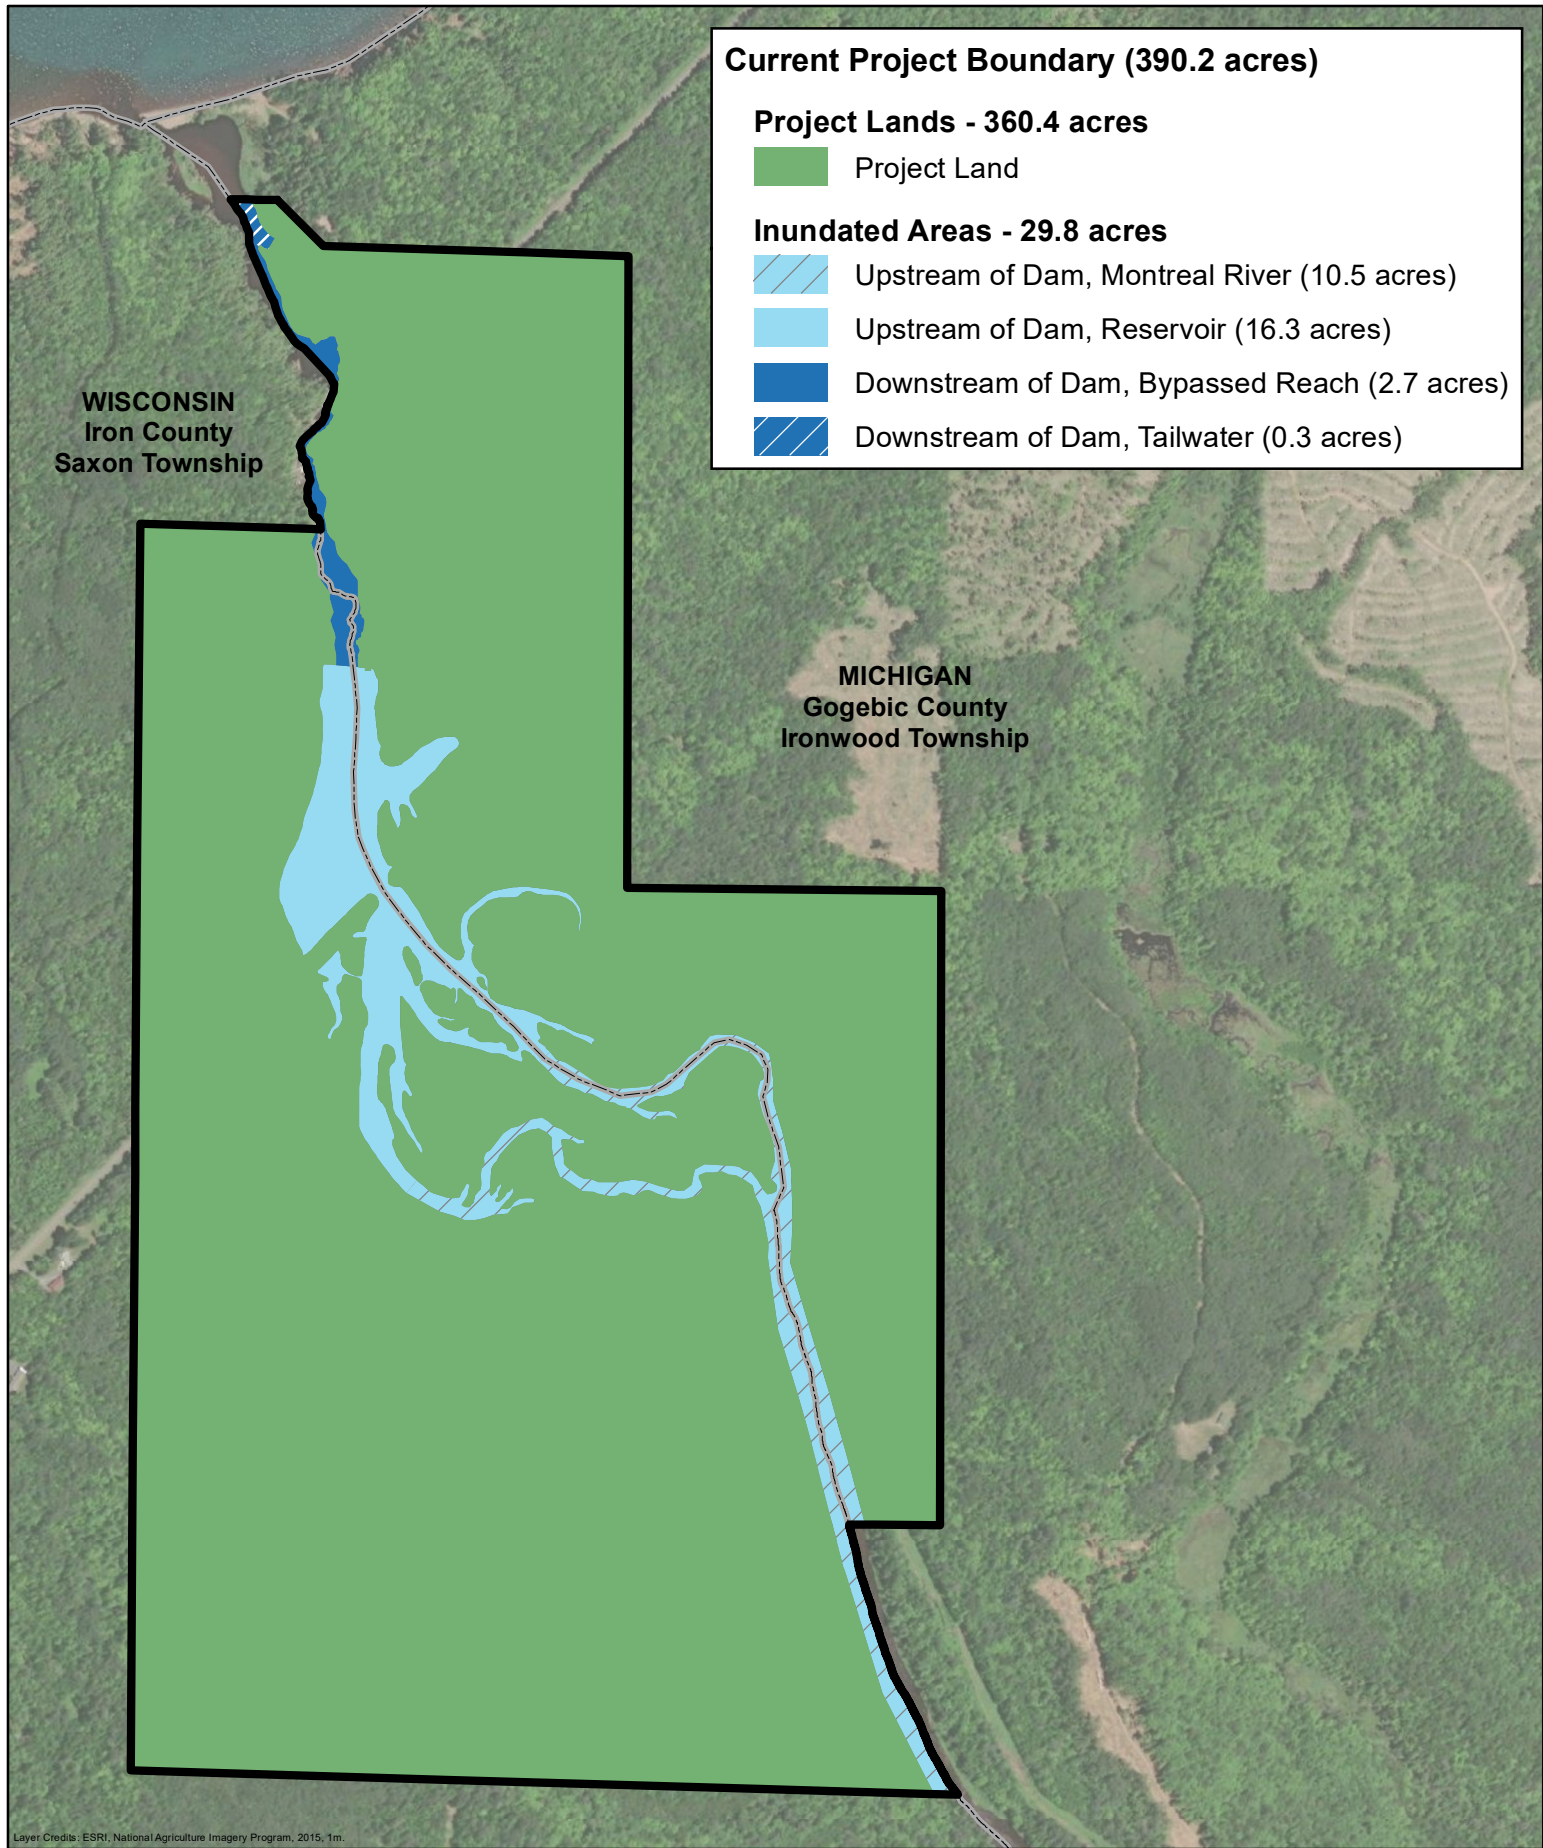 Current Project Boundary (390.2 acres)
Project Lands - 360.4 acres
Project Land
Inundated Areas - 29.8 acres
Upstream of Dam, Montreal River (10.5 acres)
Upstream of Dam, Reservoir (16.3 acres)
Downstream of Dam, Bypassed Reach (2.7 acres)
Downstream of Dam, Tailwater (0.3 acres)
WISCONSIN
Iron County
Saxon Township
MICHIGAN
Gogebic County
Ironwood Township
Layer Credits: ESRI, National Agriculture Imagery Program, 2015, 1m.